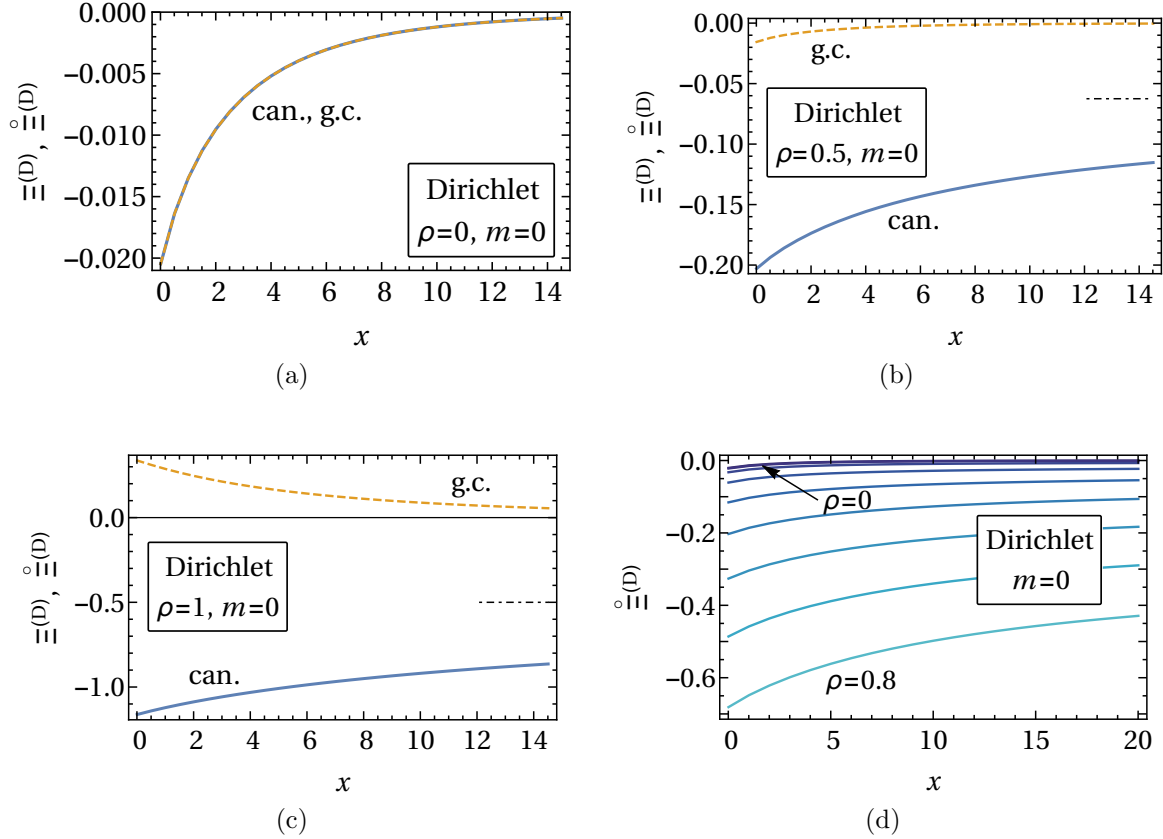 0.000
−0.005
−0.010
−0.015
−0.020
Ξ(D), Ξ̊(D)
can., g.c.
Dirichlet
ρ=0, m=0
0 2 4 6 8 10 12 14
x
(a)
0.00
−0.05
−0.10
−0.15
−0.20
Ξ(D), Ξ̊(D)
g.c.
Dirichlet
ρ=0.5, m=0
can.
0 2 4 6 8 10 12 14
x
(b)
0.0
−0.5
−1.0
Ξ(D), Ξ̊(D)
g.c.
Dirichlet
ρ=1, m=0
can.
0 2 4 6 8 10 12 14
x
(c)
0.0
−0.2
−0.4
−0.6
Ξ̊(D)
ρ=0
Dirichlet
m=0
ρ=0.8
0 5 10 15 20
x
(d)